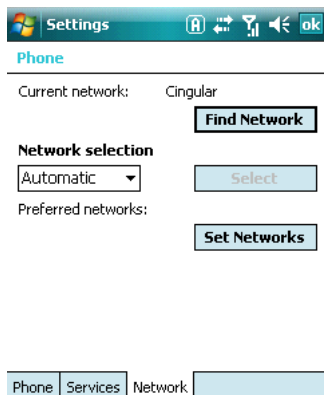 Settings A ok
Phone
Current network: Cingular
Find Network
Network selection
Automatic Select
Preferred networks:
Set Networks
Phone Services Network